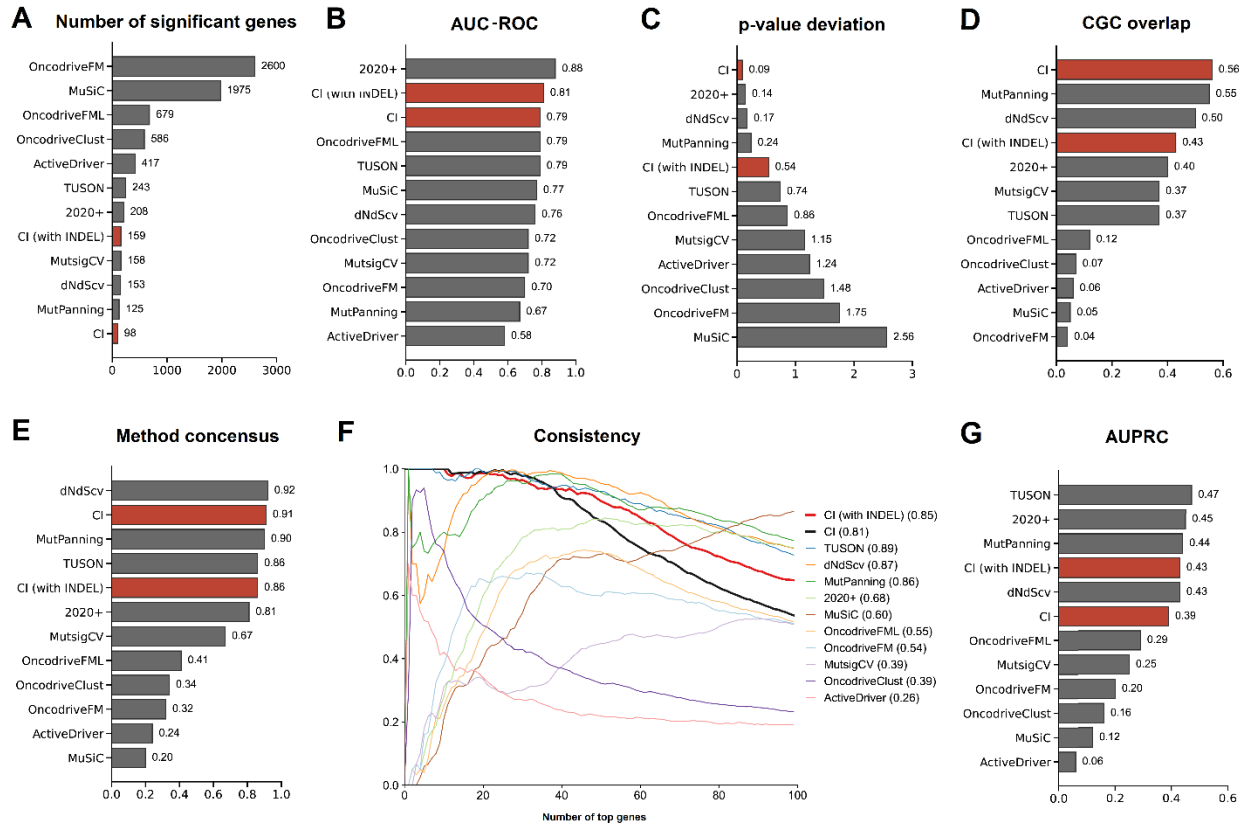 A Number of significant genes
OncodriveFM 2600
MuSiC 1975
OncodriveFML 679
OncodriveClust 586
ActiveDriver 417
TUSON 243
2020+ 208
CI (with INDEL) 159
MutsigCV 158
dNdScv 153
MutPanning 125
CI 98
0 1000 2000 3000
B AUC-ROC
2020+ 0.88
CI (with INDEL) 0.81
CI 0.79
OncodriveFML 0.79
TUSON 0.79
MuSiC 0.77
dNdScv 0.76
OncodriveClust 0.72
MutsigCV 0.72
OncodriveFM 0.70
MutPanning 0.67
ActiveDriver 0.58
0.0 0.2 0.4 0.6 0.8 1.0
C p-value deviation
CI 0.09
2020+ 0.14
dNdScv 0.17
MutPanning 0.24
CI (with INDEL) 0.54
TUSON 0.74
OncodriveFML 0.86
MutsigCV 1.15
ActiveDriver 1.24
OncodriveClust 1.48
OncodriveFM 1.75
MuSiC 2.56
0 1 2 3
D CGC overlap
CI 0.56
MutPanning 0.55
dNdScv 0.50
CI (with INDEL) 0.43
2020+ 0.40
MutsigCV 0.37
TUSON 0.37
OncodriveFML 0.12
OncodriveClust 0.07
ActiveDriver 0.06
MuSiC 0.05
OncodriveFM 0.04
0.0 0.2 0.4 0.6
E Method concensus
dNdScv 0.92
CI 0.91
MutPanning 0.90
TUSON 0.86
CI (with INDEL) 0.86
2020+ 0.81
MutsigCV 0.67
OncodriveFML 0.41
OncodriveClust 0.34
OncodriveFM 0.32
ActiveDriver 0.24
MuSiC 0.20
0.0 0.2 0.4 0.6 0.8 1.0
F Consistency
1.0
0.8
0.6
0.4
0.2
0.0
0 20 40 60 80 100
Number of top genes
CI (with INDEL) (0.85)
CI (0.81)
TUSON (0.89)
dNdScv (0.87)
MutPanning (0.86)
2020+ (0.68)
MuSiC (0.60)
OncodriveFML (0.55)
OncodriveFM (0.54)
MutsigCV (0.39)
OncodriveClust (0.39)
ActiveDriver (0.26)
G AUPRC
TUSON 0.47
2020+ 0.45
MutPanning 0.44
CI (with INDEL) 0.43
dNdScv 0.43
CI 0.39
OncodriveFML 0.29
MutsigCV 0.25
OncodriveFM 0.20
OncodriveClust 0.16
MuSiC 0.12
ActiveDriver 0.06
0.0 0.2 0.4 0.6